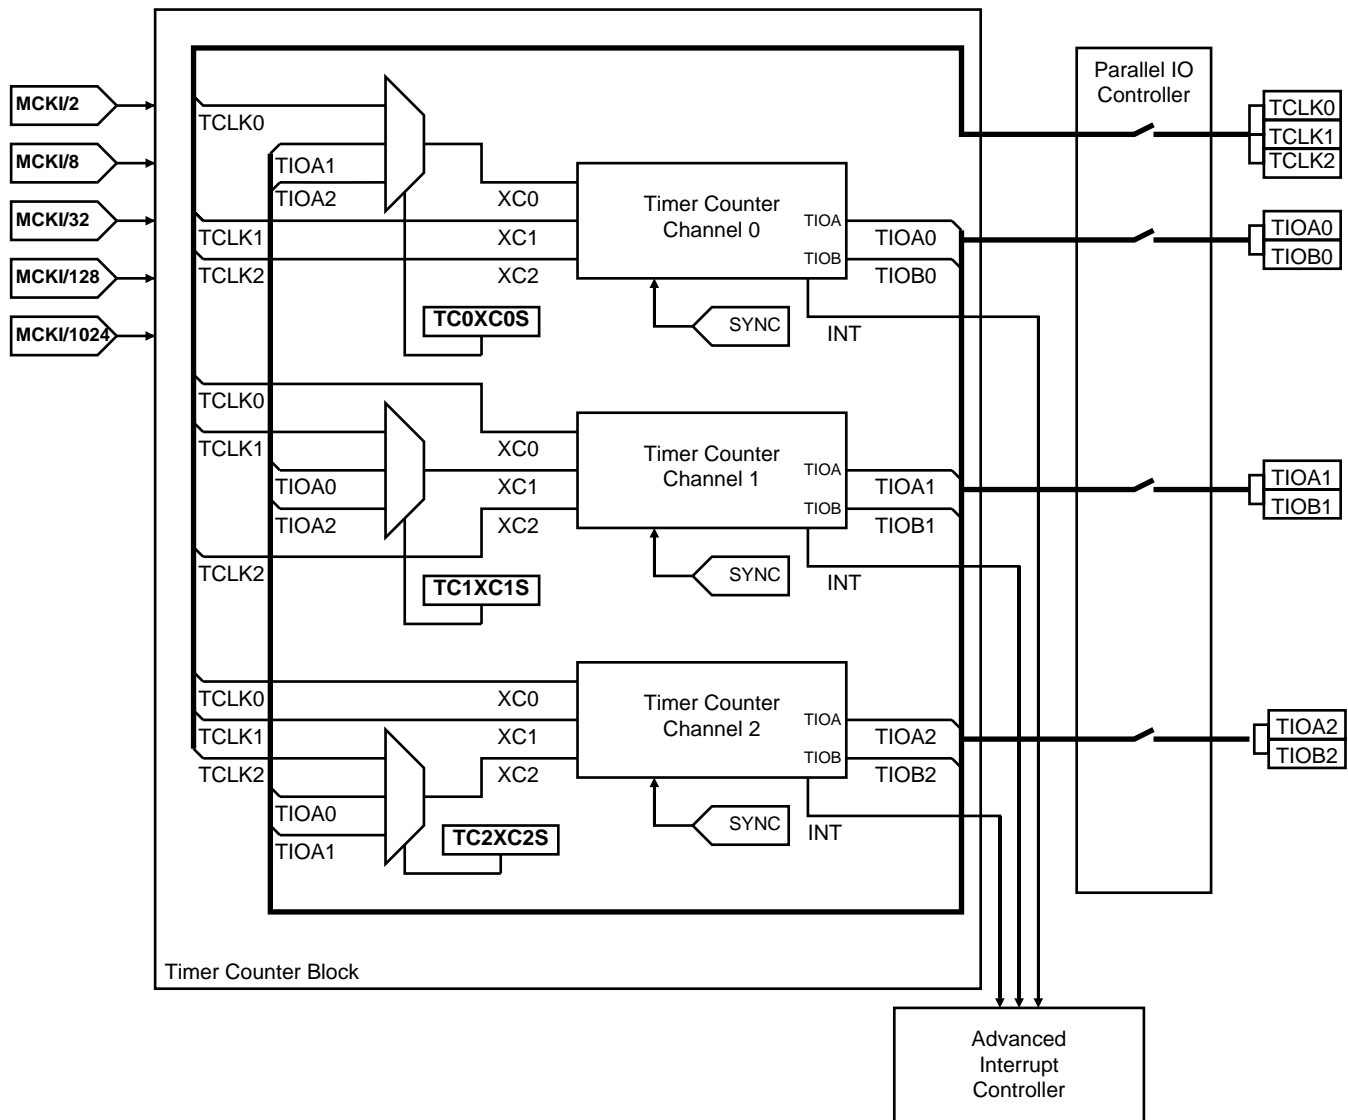 Parallel IO
Controller
MCKI/2
MCKI/8
MCKI/32
MCKI/128
MCKI/1024
TCLK0
TIOA1
TIOA2
TCLK1
TCLK2
XC0
XC1
XC2
TC0XC0S
Timer Counter
Channel 0
TIOA
TIOB
TIOA0
TIOB0
SYNC
INT
TCLK0
TCLK1
TIOA0
TIOA2
TCLK2
XC0
XC1
XC2
TC1XC1S
Timer Counter
Channel 1
TIOA
TIOB
TIOA1
TIOB1
SYNC
INT
TCLK0
TCLK1
TCLK2
TIOA0
TIOA1
XC0
XC1
XC2
TC2XC2S
Timer Counter
Channel 2
TIOA
TIOB
TIOA2
TIOB2
SYNC
INT
TCLK0
TCLK1
TCLK2
TIOA0
TIOB0
TIOA1
TIOB1
TIOA2
TIOB2
Timer Counter Block
Advanced
Interrupt
Controller